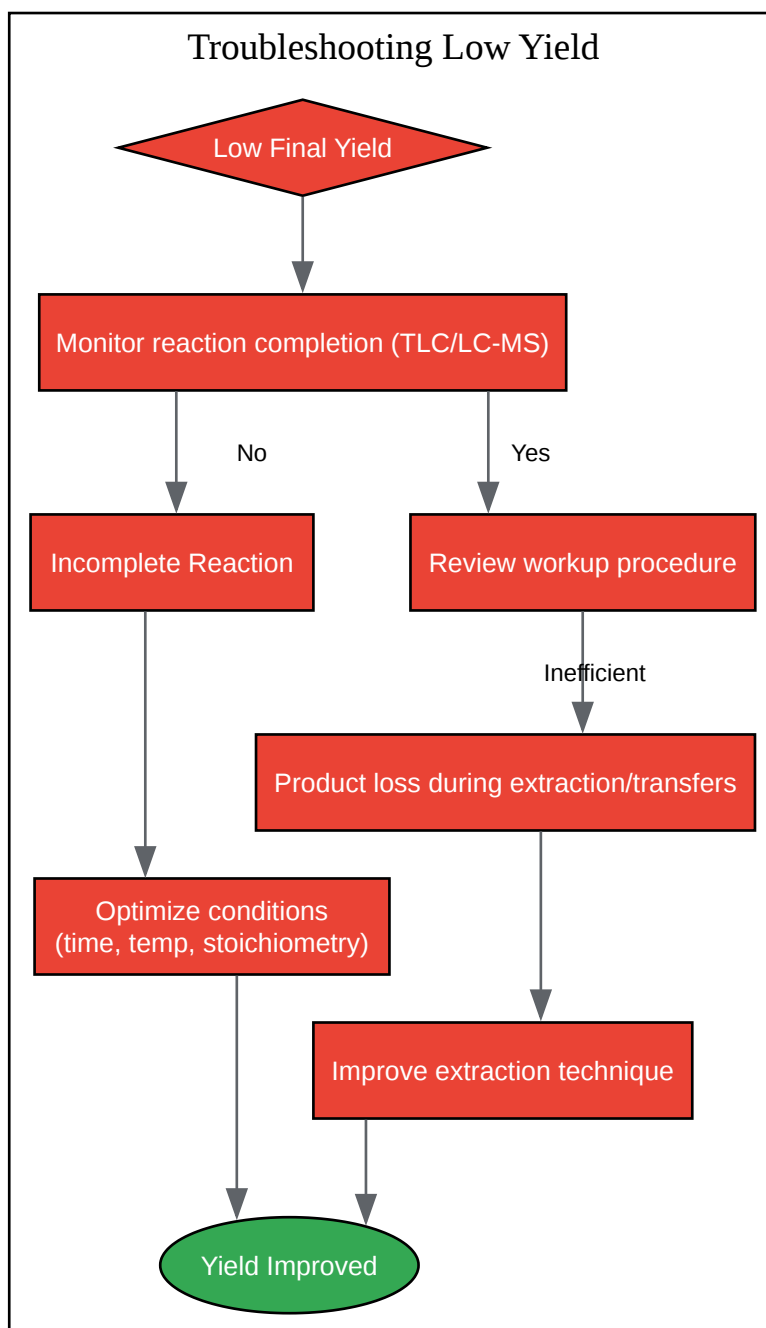 Troubleshooting Low Yield
Low Final Yield
Monitor reaction completion (TLC/LC-MS)
No
Yes
Incomplete Reaction
Review workup procedure
Inefficient
Product loss during extraction/transfers
Optimize conditions
(time, temp, stoichiometry)
Improve extraction technique
Yield Improved